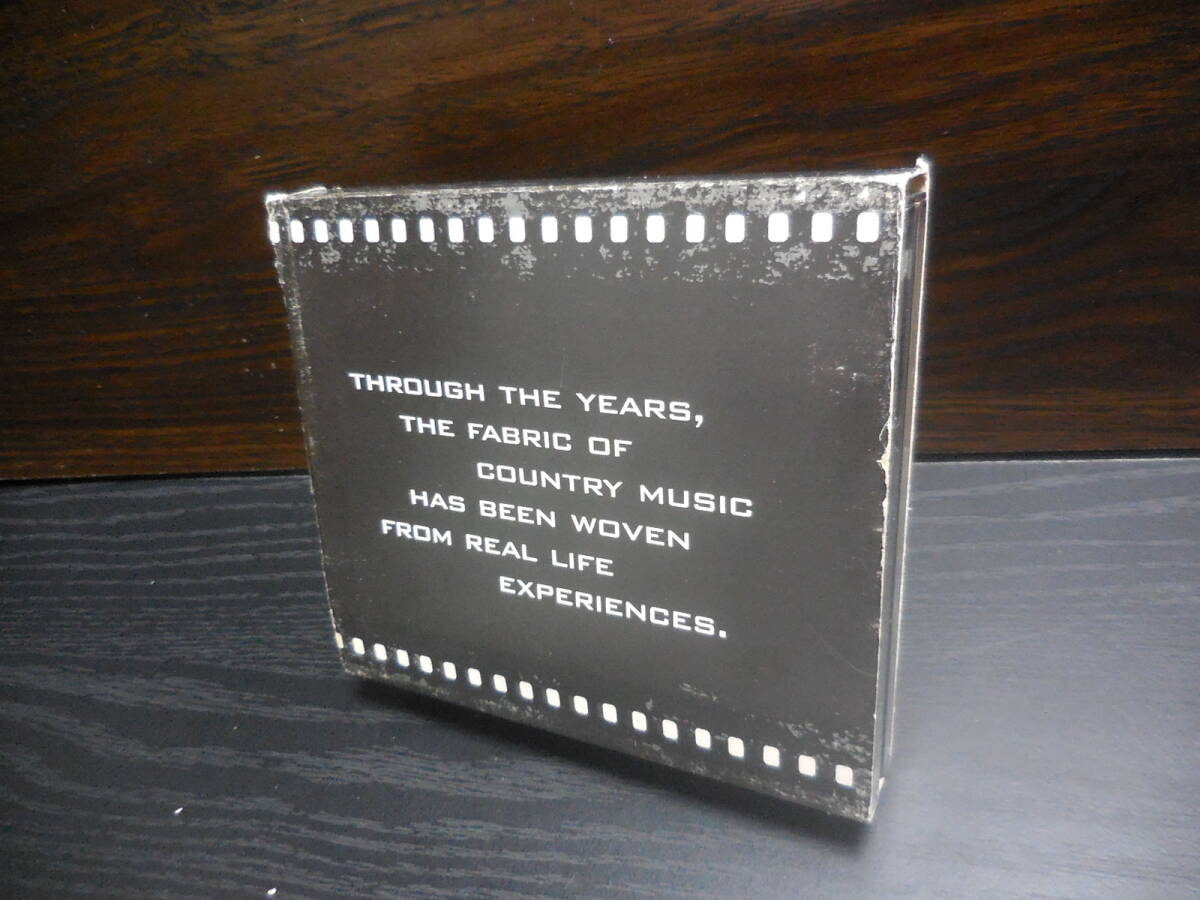 THROUGH THE YEARS,
THE FABRIC OF
COUNTRY MUSIC
HAS BEEN WOVEN
FROM REAL LIFE
EXPERIENCES.